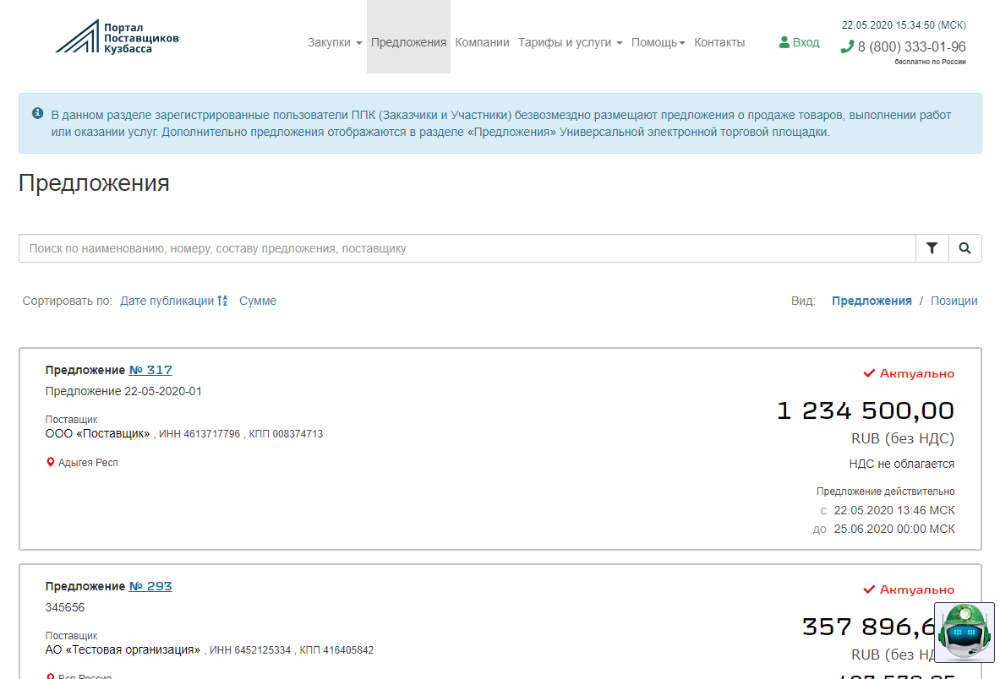 Портал
Поставщиков
Кузбасса
Закупки Предложения Компании Тарифы и услуги Помощь Контакты Вход
22.05.2020 15:34:50 (МСК)
8 (800) 333-01-96
бесплатно по России
В данном разделе зарегистрированные пользователи ППК (Заказчики и Участники) безвозмездно размещают предложения о продаже товаров, выполнении работ
или оказании услуг. Дополнительно предложения отображаются в разделе «Предложения» Универсальной электронной торговой площадки.
Предложения
Поиск по наименованию, номеру, составу предложения, поставщику
Сортировать по: Дате публикации Сумме Вид: Предложения / Позиции
Предложение № 317
Предложение 22-05-2020-01
Поставщик
ООО «Поставщик» , ИНН 4613717796 , КПП 008374713
Адыгея Респ
Актуально
1 234 500,00
RUB (без НДС)
НДС не облагается
Предложение действительно
с 22.05.2020 13:46 МСК
до 25.06.2020 00:00 МСК
Предложение № 293
345656
Поставщик
АО «Тестовая организация» , ИНН 6452125334 , КПП 416405842
Вся Россия
Актуально
357 896,6
RUB (без НДС